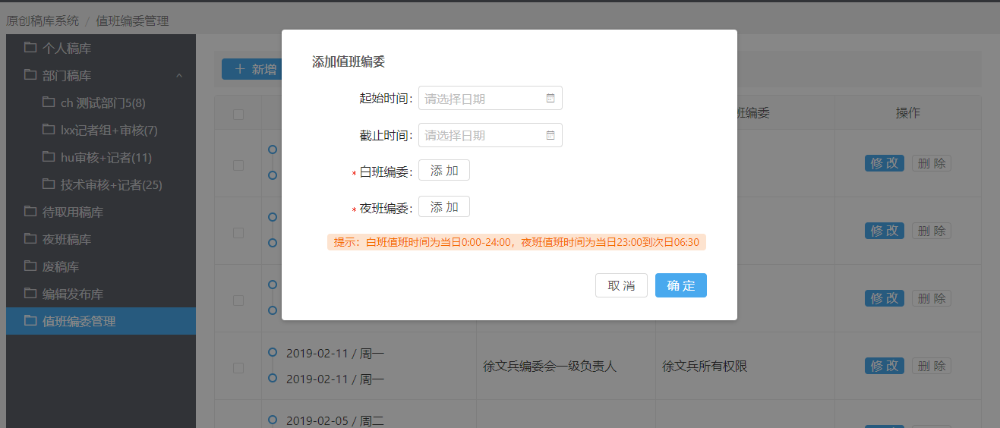 原创稿库系统 / 值班编委管理
个人稿库
部门稿库
ch 测试部门5(8)
lxx记者组+审核(7)
hu审核+记者(11)
技术审核+记者(25)
待取用稿库
夜班稿库
废稿库
编辑发布库
值班编委管理
新增
添加值班编委
起始时间: 请选择日期
截止时间: 请选择日期
* 白班编委: 添加
* 夜班编委: 添加
提示：白班值班时间为当日0:00-24:00，夜班值班时间为当日23:00到次日06:30
取消 确定
班编委 操作
修改 删除
修改 删除
修改 删除
2019-02-11 / 周一
2019-02-11 / 周一
徐文兵编委会一级负责人 徐文兵所有权限 修改 删除
2019-02-05 / 周二